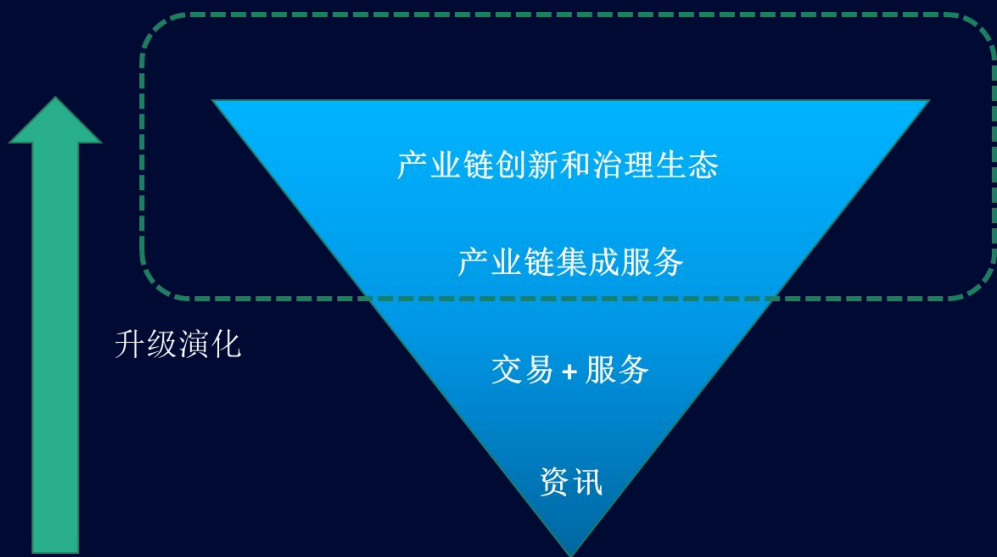 产业链创新和治理生态
产业链集成服务
升级演化
交易+服务
资讯